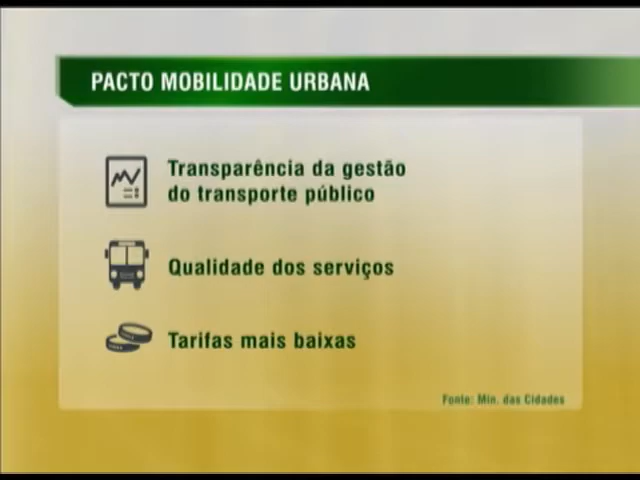 PACTO MOBILIDADE URBANA
Transparência da gestão
do transporte público
Qualidade dos serviços
Tarifas mais baixas
Fonte: Min. das Cidades